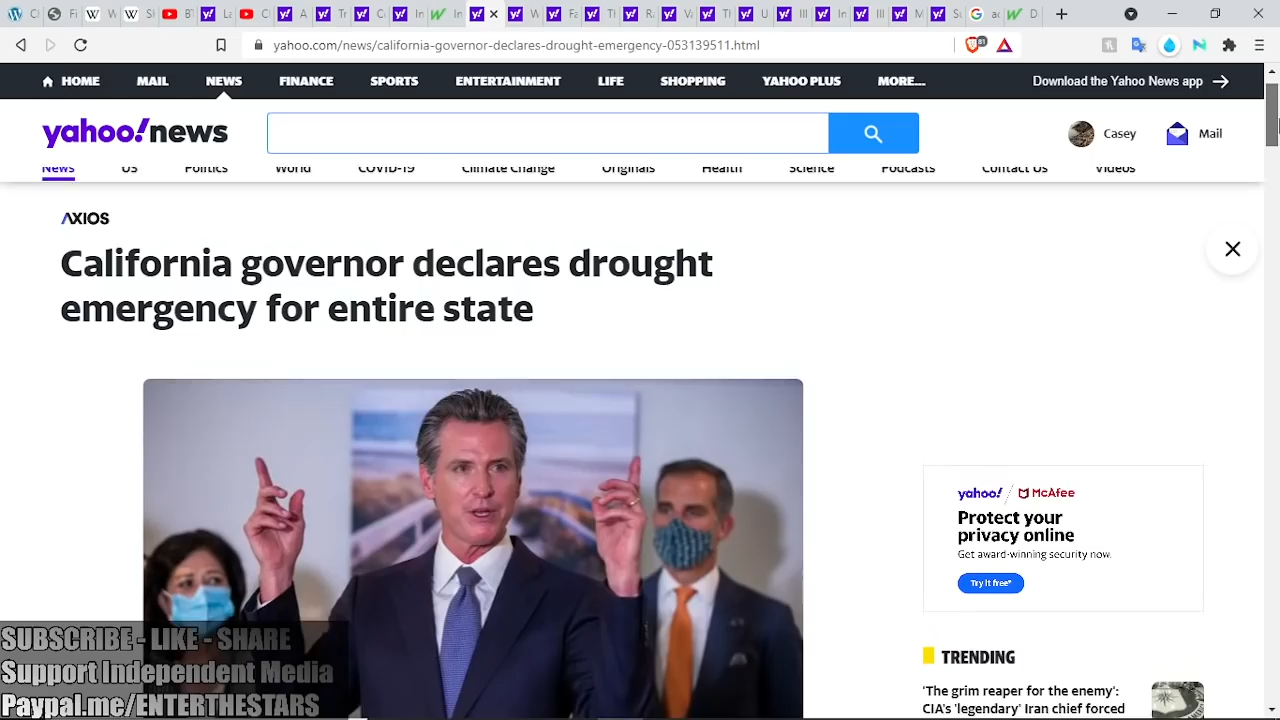 yahoo.com/news/california-governor-declares-drought-emergency-053139511.html
HOME MAIL NEWS FINANCE SPORTS ENTERTAINMENT LIFE SHOPPING YAHOO PLUS MORE... Download the Yahoo News app
yahoo!news
Casey Mail
News US Politics World COVID-19 Climate Change Originals Health Science Podcasts Contact Us Videos
AXIOS
California governor declares drought
emergency for entire state
yahoo! / McAfee
Protect your
privacy online
Get award-winning security now.
Try it free*
TRENDING
'The grim reaper for the enemy':
CIA's 'legendary' Iran chief forced
SUBSCRIBE - LIKE - SHARE
Support Independent Media
Paypal.me/ENTERTHESTARS